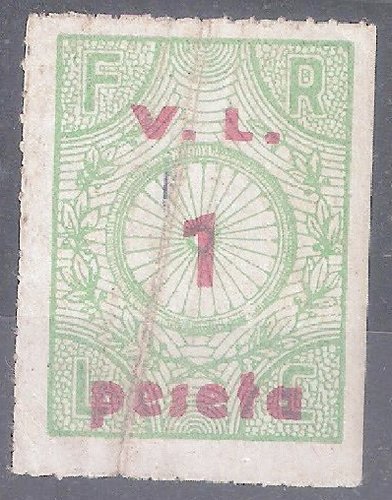 F R
V. L.
1
L C
peseta